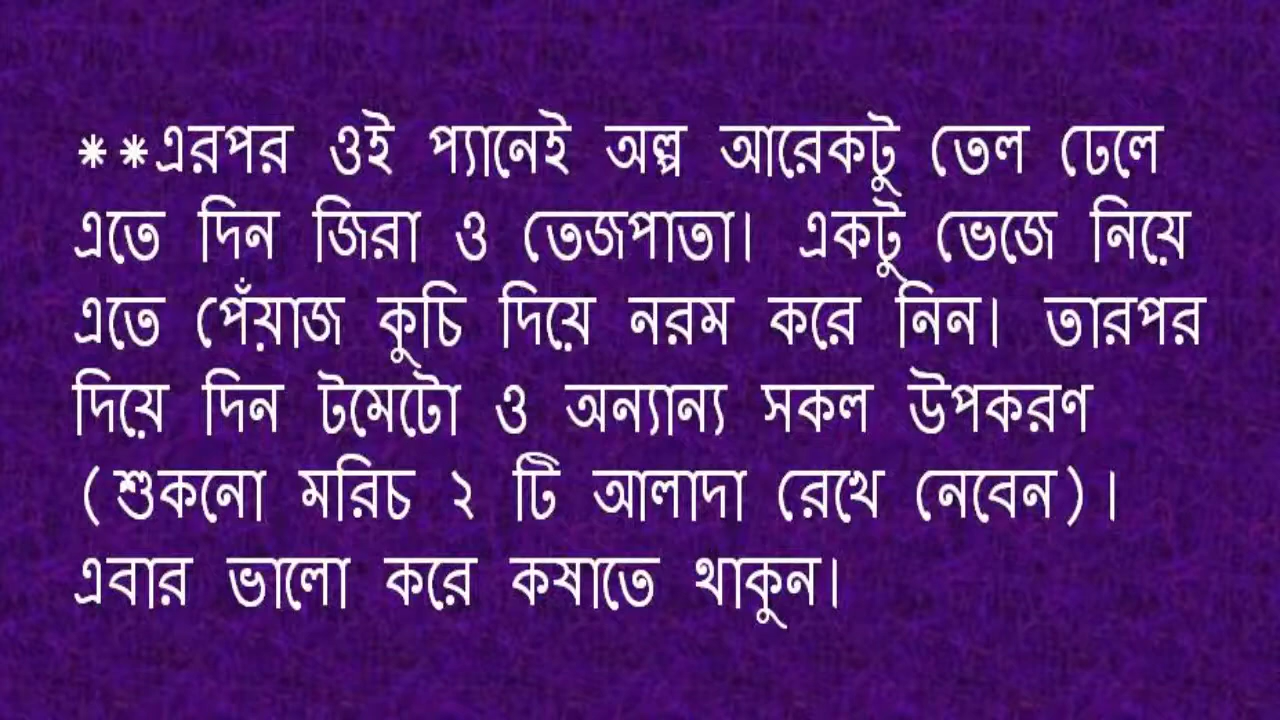 **এরপর ওই প্যানেই অল্প আরেকটু তেল ঢেলে
এতে দিন জিরা ও তেজপাতা। একটু ভেজে নিয়ে
এতে পেঁয়াজ কুচি দিয়ে নরম করে নিন। তারপর
দিয়ে দিন টমেটো ও অন্যান্য সকল উপকরণ
(শুকনো মরিচ ২ টি আলাদা রেখে নেবেন)।
এবার ভালো করে কষাতে থাকুন।